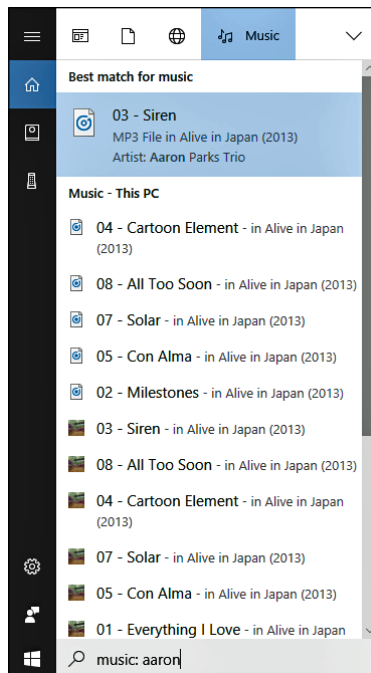 Music
Best match for music
03 - Siren
MP3 File in Alive in Japan (2013)
Artist: Aaron Parks Trio
Music - This PC
04 - Cartoon Element - in Alive in Japan
(2013)
08 - All Too Soon - in Alive in Japan (2013)
07 - Solar - in Alive in Japan (2013)
05 - Con Alma - in Alive in Japan (2013)
02 - Milestones - in Alive in Japan (2013)
03 - Siren - in Alive in Japan (2013)
08 - All Too Soon - in Alive in Japan (2013)
04 - Cartoon Element - in Alive in Japan
(2013)
07 - Solar - in Alive in Japan (2013)
05 - Con Alma - in Alive in Japan (2013)
01 - Everything I Love - in Alive in Japan
music: aaron